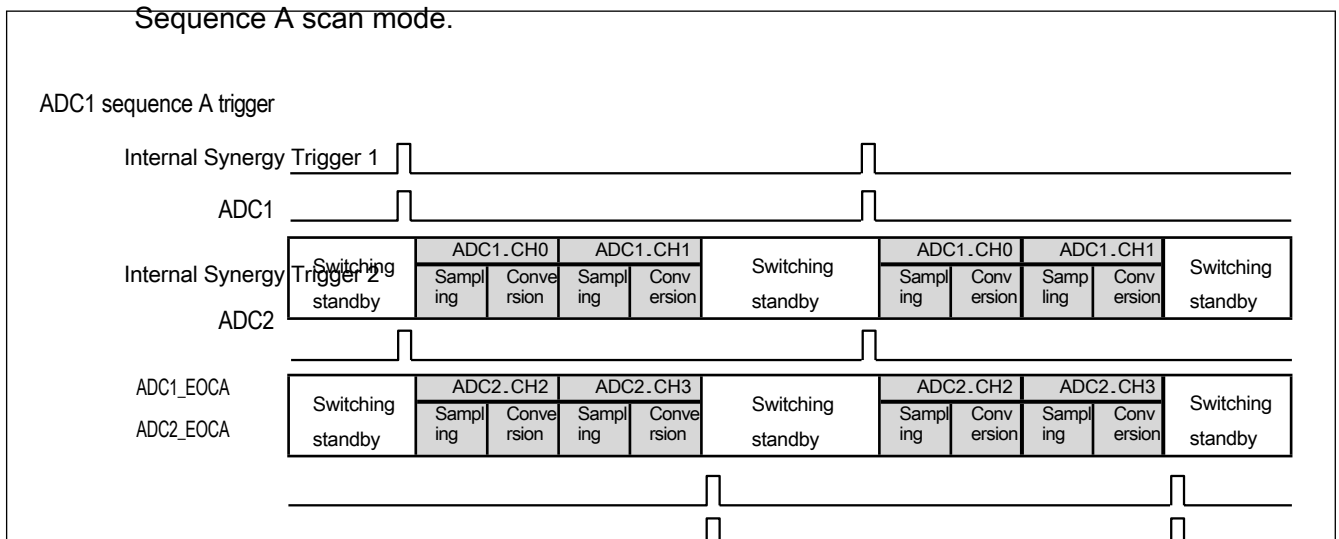 Sequence A scan mode.
ADC1 sequence A trigger
Internal Synergy Trigger 1
ADC1
Internal Synergy Trigger 2
ADC2
ADC1_EOCA
ADC2_EOCA
Switching
standby
ADC1.CH0
ADC1.CH1
Sampl
ing
Conve
rsion
Sampl
ing
Conv
ersion
Switching
standby
ADC1.CH0
ADC1.CH1
Sampl
ing
Conv
ersion
Samp
ling
Conv
ersion
Switching
standby
Switching
standby
ADC2.CH2
ADC2.CH3
Sampl
ing
Conve
rsion
Sampl
ing
Conve
rsion
Switching
standby
ADC2.CH2
ADC2.CH3
Sampl
ing
Conv
ersion
Sampl
ing
Conv
ersion
Switching
standby